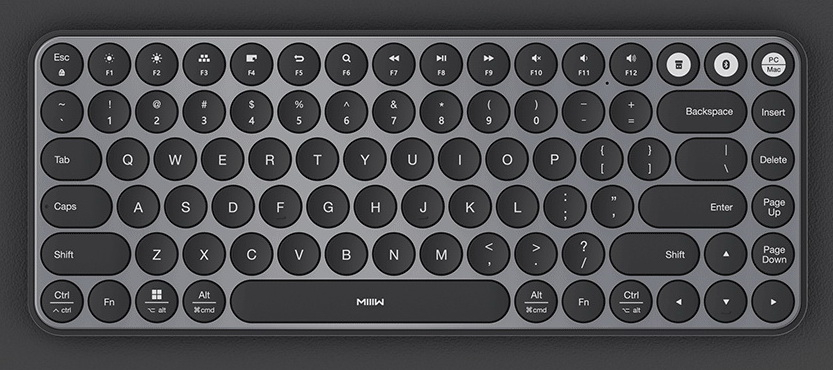 Esc F1 F2 F3 F4 F5 F6 F7 F8 F9 F10 F11 F12 PC Mac
~ ` ! 1 @ 2 # 3 $ 4 % 5 ^ 6 & 7 * 8 ( 9 ) 0 - - + = Backspace Insert
Tab Q W E R T Y U I O P { [ } ] | \ Delete
Caps A S D F G H J K L : ; " , Enter Page Up
Shift Z X C V B N M < , > . ? / Shift Page Down
Ctrl ctrl Fn alt Alt ⌘cmd MIIIW Alt ⌘cmd Fn Ctrl alt